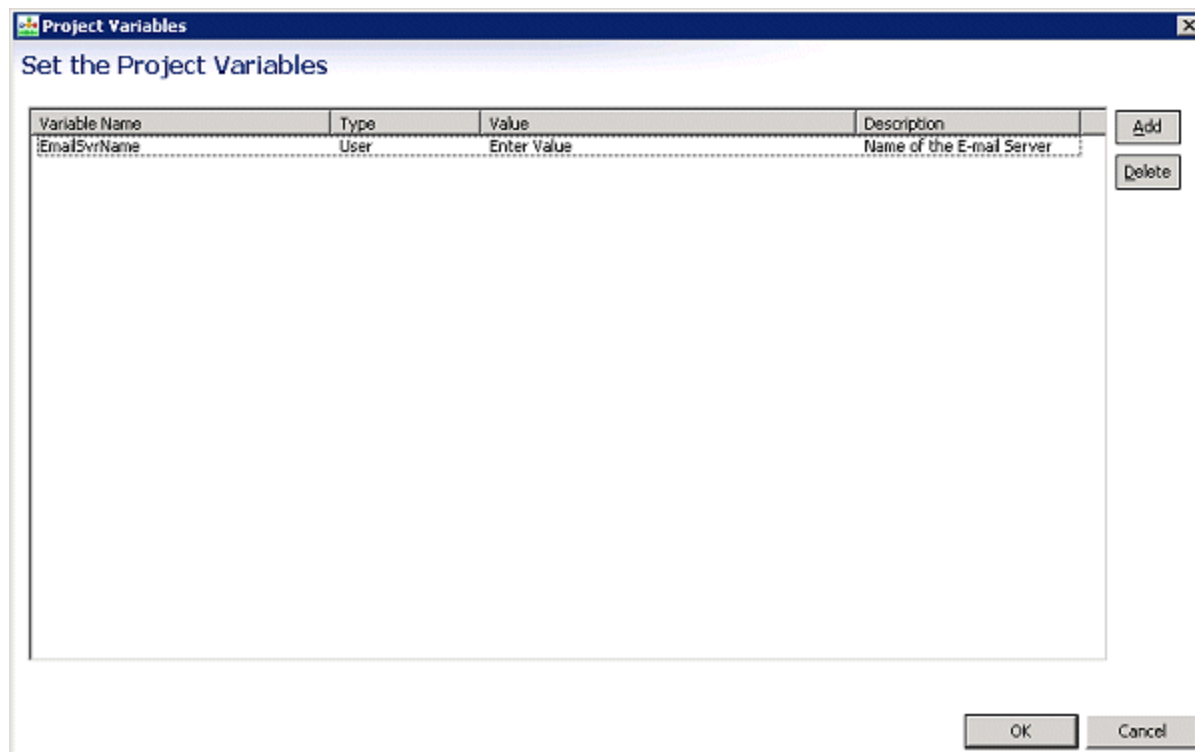 Project Variables
Set the Project Variables
Variable Name Type Value Description
EmailSvrName User Enter Value Name of the E-mail Server
Add
Delete
OK Cancel